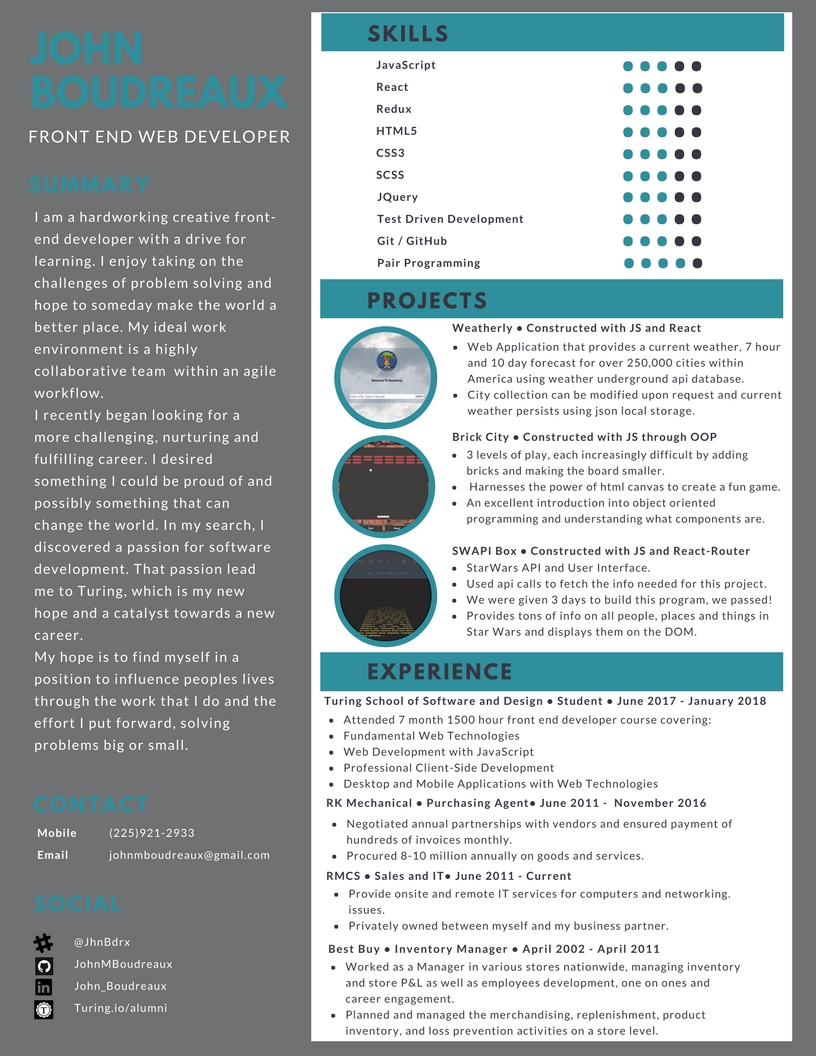 JOHN
BOUDREAUX
FRONT END WEB DEVELOPER
SUMMARY
I am a hardworking creative front-
end developer with a drive for
learning. I enjoy taking on the
challenges of problem solving and
hope to someday make the world a
better place. My ideal work
environment is a highly
collaborative team within an agile
workflow.
I recently began looking for a
more challenging, nurturing and
fulfilling career. I desired
something I could be proud of and
possibly something that can
change the world. In my search, I
discovered a passion for software
development. That passion lead
me to Turing, which is my new
hope and a catalyst towards a new
career.
My hope is to find myself in a
position to influence peoples lives
through the work that I do and the
effort I put forward, solving
problems big or small.
CONTACT
Mobile (225)921-2933
Email johnmboudreaux@gmail.com
SOCIAL
@JhnBdrx
JohnMBoudreaux
John_Boudreaux
Turing.io/alumni
SKILLS
JavaScript
React
Redux
HTML5
CSS3
SCSS
JQuery
Test Driven Development
Git / GitHub
Pair Programming
PROJECTS
Weatherly ● Constructed with JS and React
• Web Application that provides a current weather, 7 hour
and 10 day forecast for over 250,000 cities within
America using weather underground api database.
• City collection can be modified upon request and current
weather persists using json local storage.
Brick City ● Constructed with JS through OOP
• 3 levels of play, each increasingly difficult by adding
bricks and making the board smaller.
• Harnesses the power of html canvas to create a fun game.
• An excellent introduction into object oriented
programming and understanding what components are.
SWAPI Box ● Constructed with JS and React-Router
• StarWars API and User Interface.
• Used api calls to fetch the info needed for this project.
• We were given 3 days to build this program, we passed!
• Provides tons of info on all people, places and things in
Star Wars and displays them on the DOM.
EXPERIENCE
Turing School of Software and Design ● Student ● June 2017 - January 2018
• Attended 7 month 1500 hour front end developer course covering:
• Fundamental Web Technologies
• Web Development with JavaScript
• Professional Client-Side Development
• Desktop and Mobile Applications with Web Technologies
RK Mechanical ● Purchasing Agent● June 2011 - November 2016
• Negotiated annual partnerships with vendors and ensured payment of
hundreds of invoices monthly.
• Procured 8-10 million annually on goods and services.
RMCS ● Sales and IT● June 2011 - Current
• Provide onsite and remote IT services for computers and networking.
issues.
• Privately owned between myself and my business partner.
Best Buy ● Inventory Manager ● April 2002 - April 2011
• Worked as a Manager in various stores nationwide, managing inventory
and store P&L as well as employees development, one on ones and
career engagement.
• Planned and managed the merchandising, replenishment, product
inventory, and loss prevention activities on a store level.